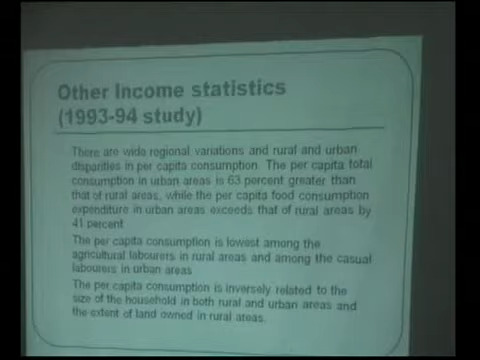 Other Income statistics
(1993-94 study)
There are wide regional variations and rural and urban
disparities in per capita consumption. The per capita total
consumption in urban areas is 63 percent greater than
that of rural areas, while the per capita food consumption
expenditure in urban areas exceeds that of rural areas by
41 percent
The per capita consumption is lowest among the
agricultural labourers in rural areas and among the casual
labourers in urban areas
The per capita consumption is inversely related to the
size of the household in both rural and urban areas and
the extent of land owned in rural areas.